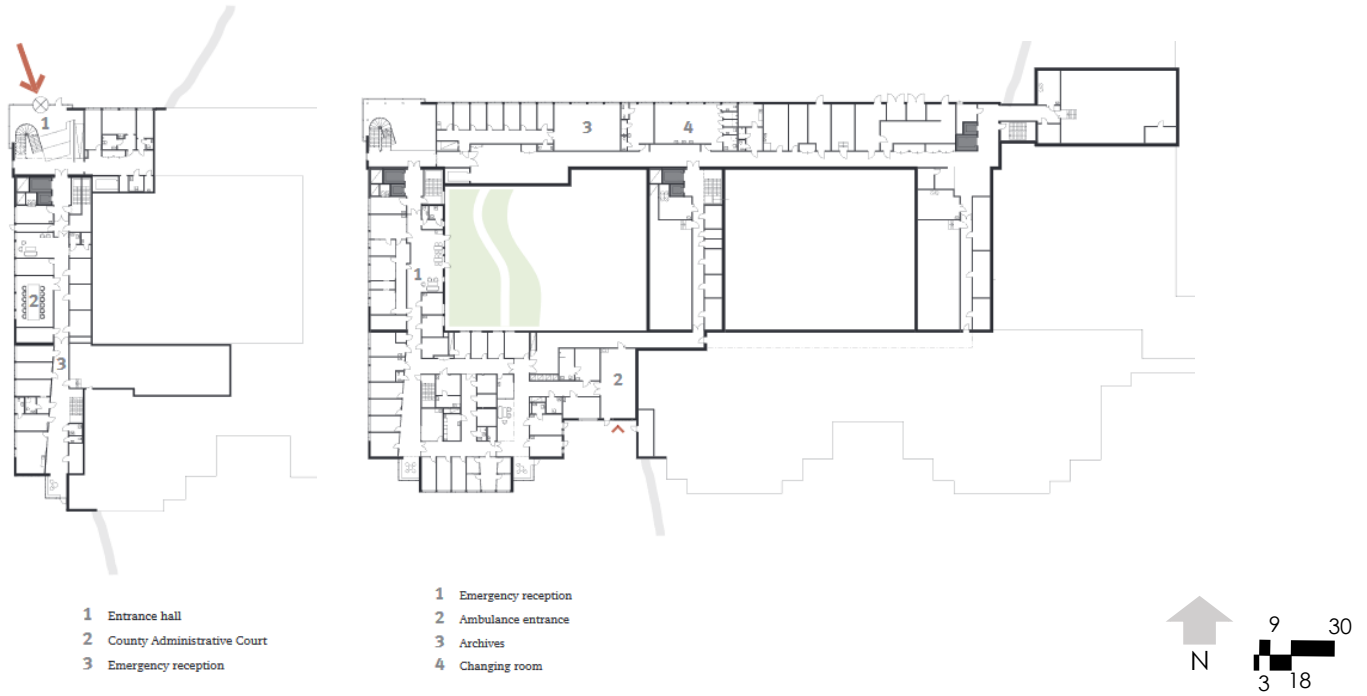 1
2
3
3
4
1
2
1 Entrance hall
2 County Administrative Court
3 Emergency reception
1 Emergency reception
2 Ambulance entrance
3 Archives
4 Changing room
N
9 30
3 18